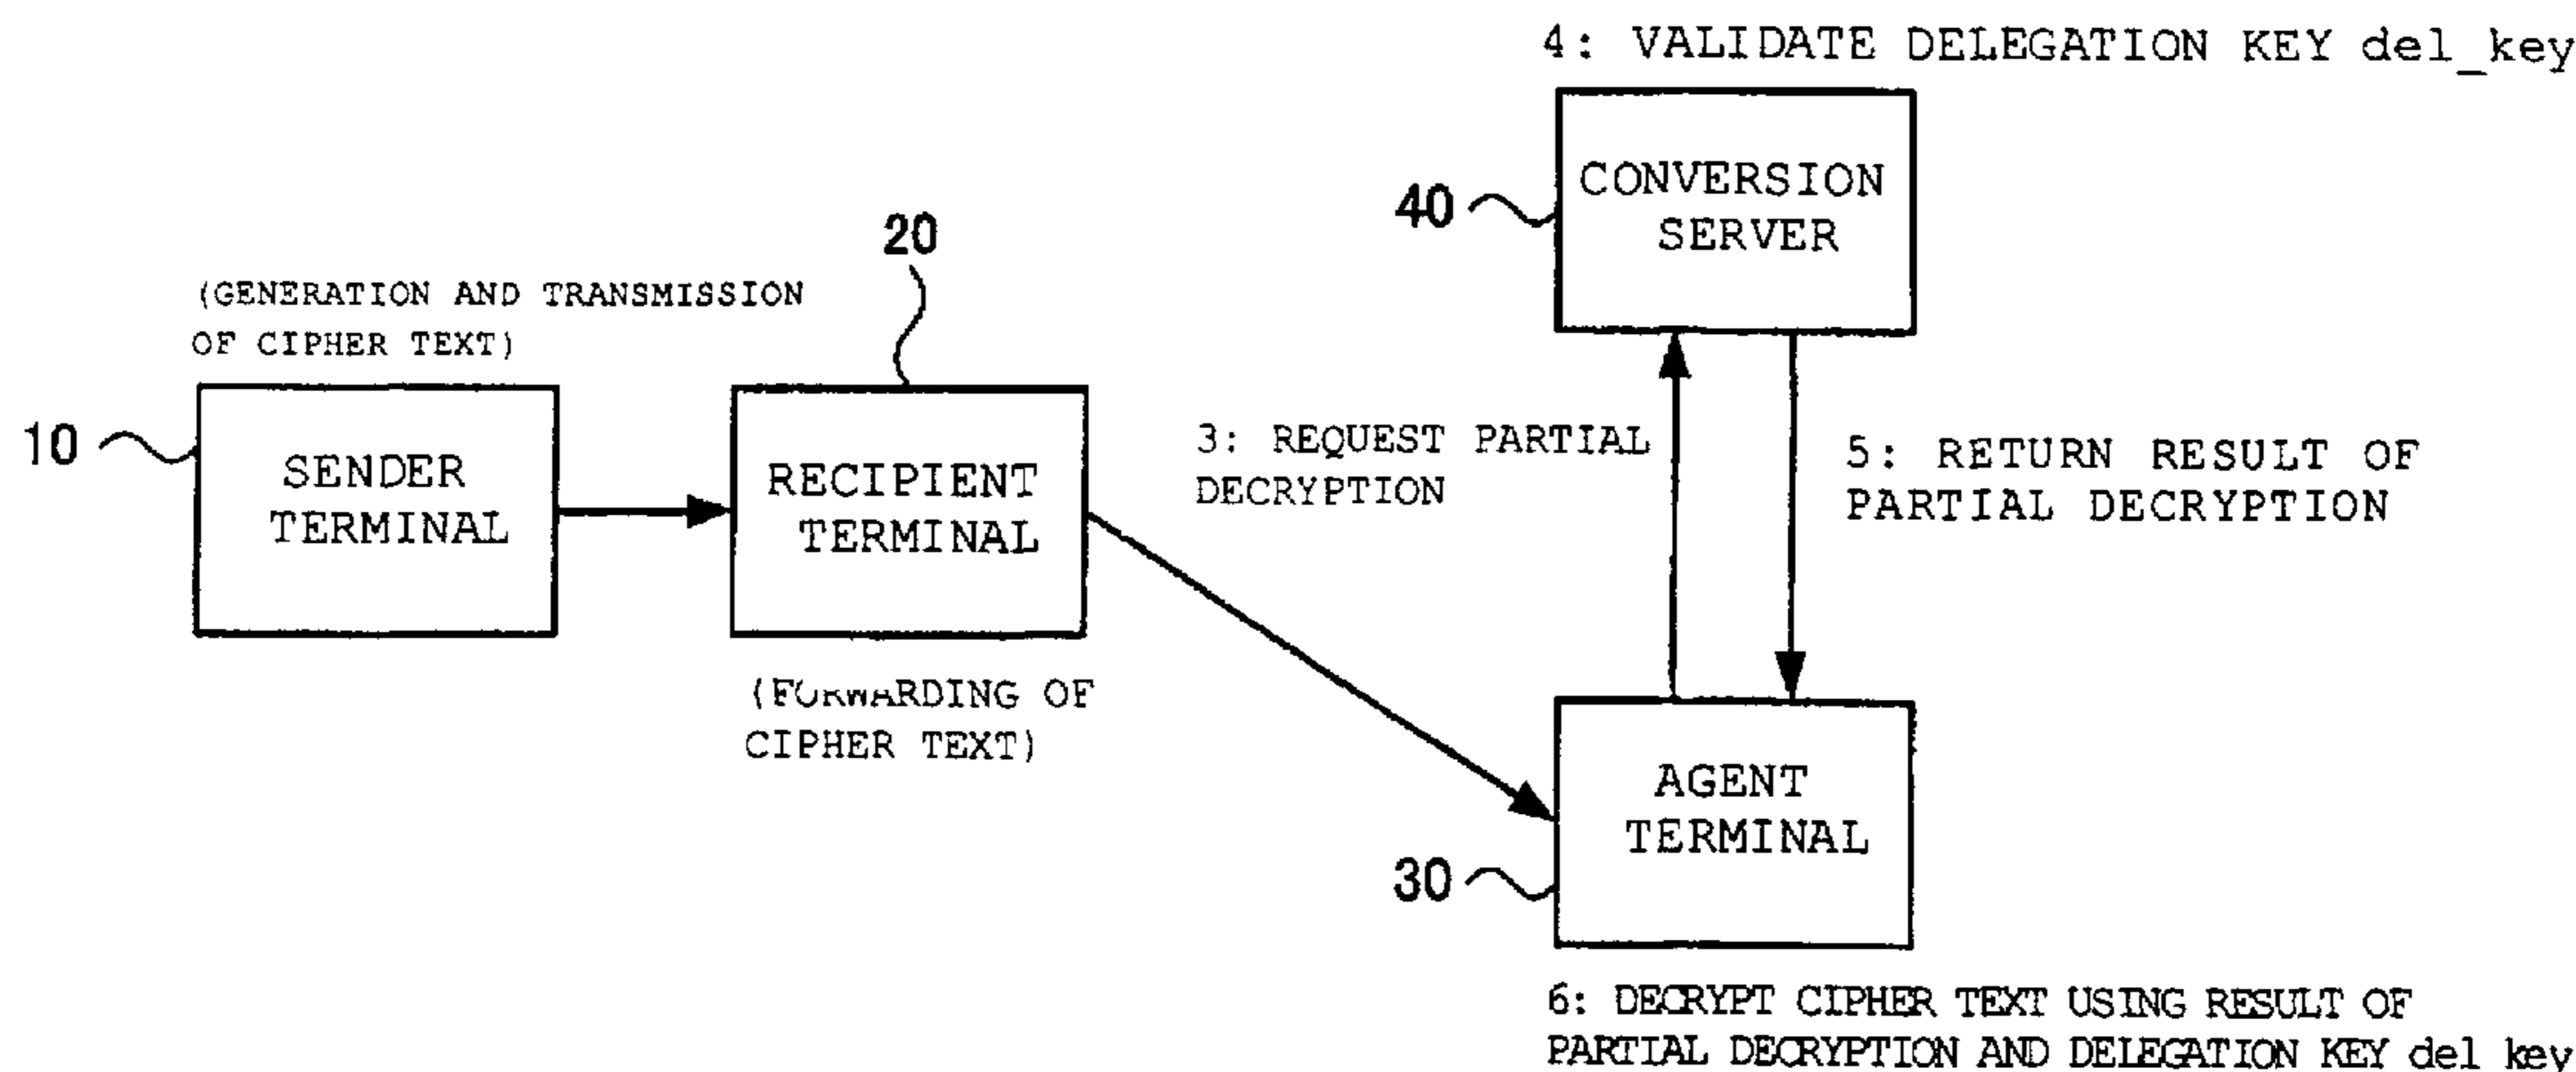 4: VALIDATE DELEGATION KEY del_key
CONVERSION
SERVER
40
20
(GENERATION AND TRANSMISSION
OF CIPHER TEXT)
10
SENDER
TERMINAL
RECIPIENT
TERMINAL
3: REQUEST PARTIAL
DECRYPTION
5: RETURN RESULT OF
PARTIAL DECRYPTION
(FORWARDING OF
CIPHER TEXT)
AGENT
TERMINAL
30
6: DECRYPT CIPHER TEXT USING RESULT OF
PARTIAL DECRYPTION AND DELEGATION KEY del key